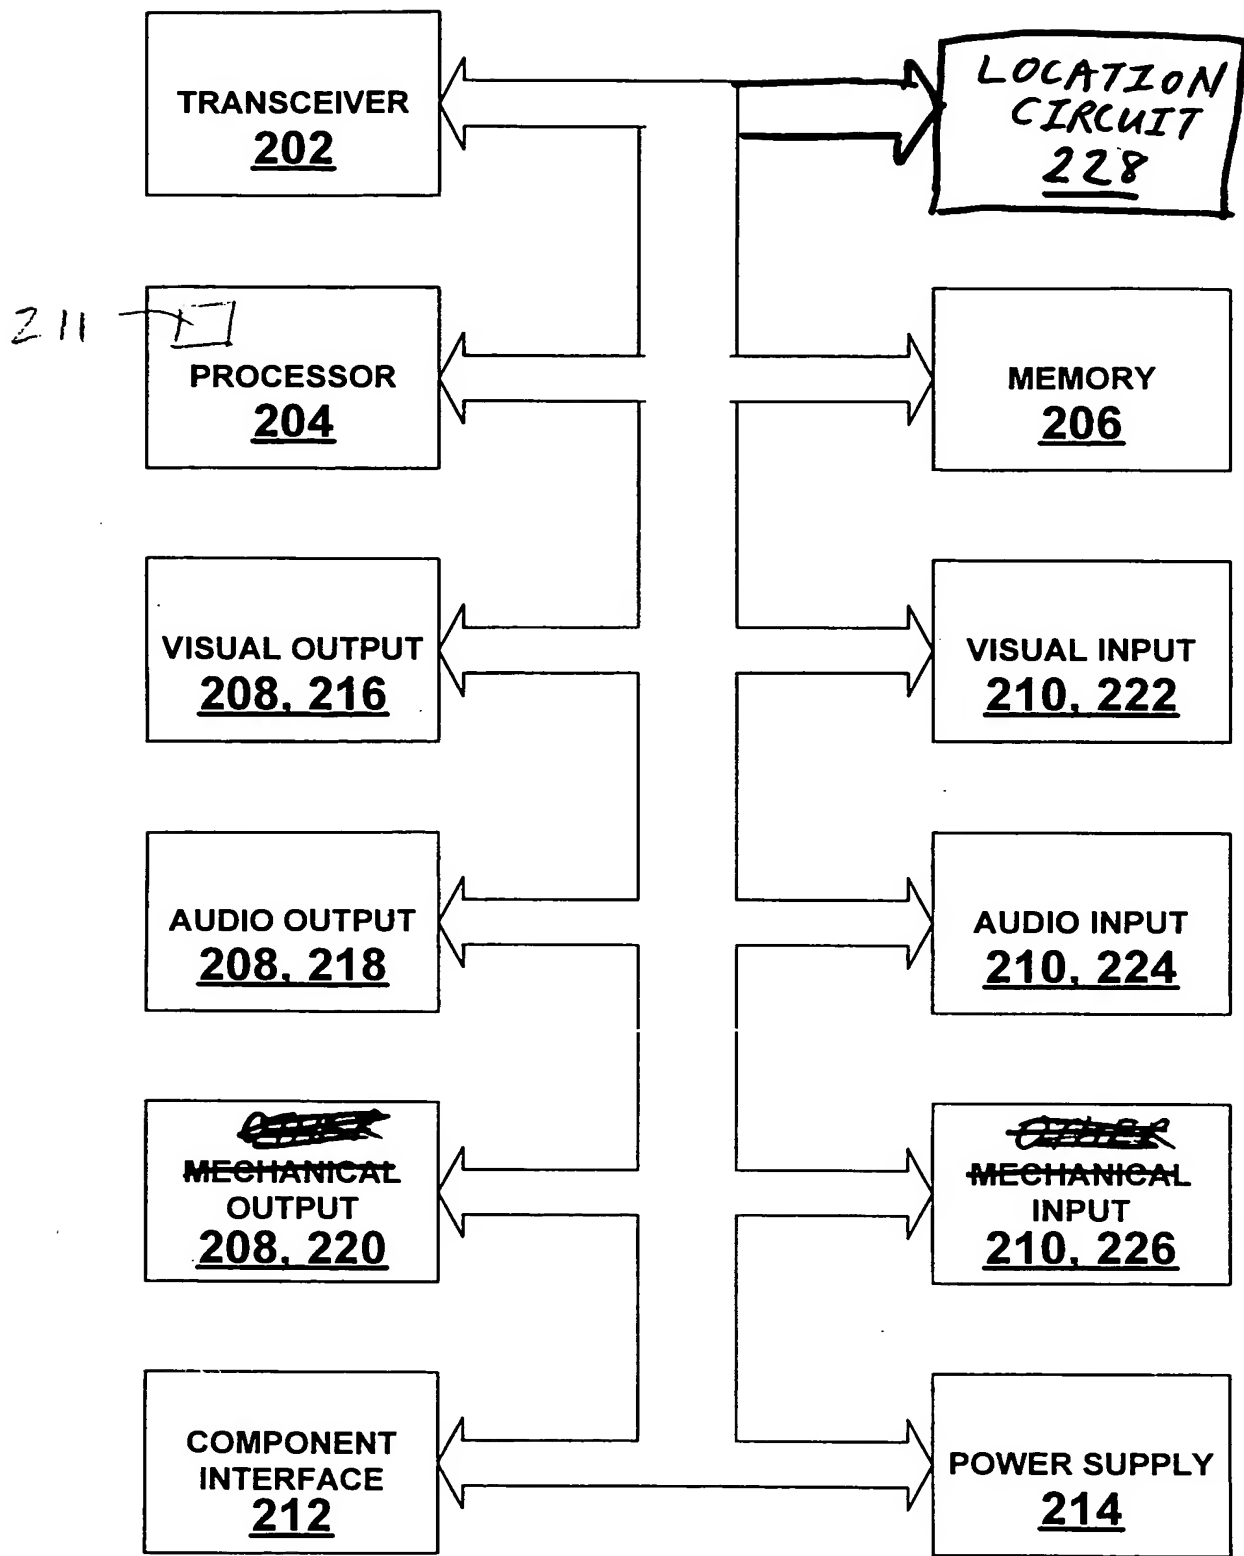 TRANSCEIVER
202
LOCATION
CIRCUIT
228
211
PROCESSOR
204
MEMORY
206
VISUAL OUTPUT
208, 216
VISUAL INPUT
210, 222
AUDIO OUTPUT
208, 218
AUDIO INPUT
210, 224
MECHANICAL
OUTPUT
208, 220
OTHER
MECHANICAL
INPUT
210, 226
COMPONENT
INTERFACE
212
POWER SUPPLY
214